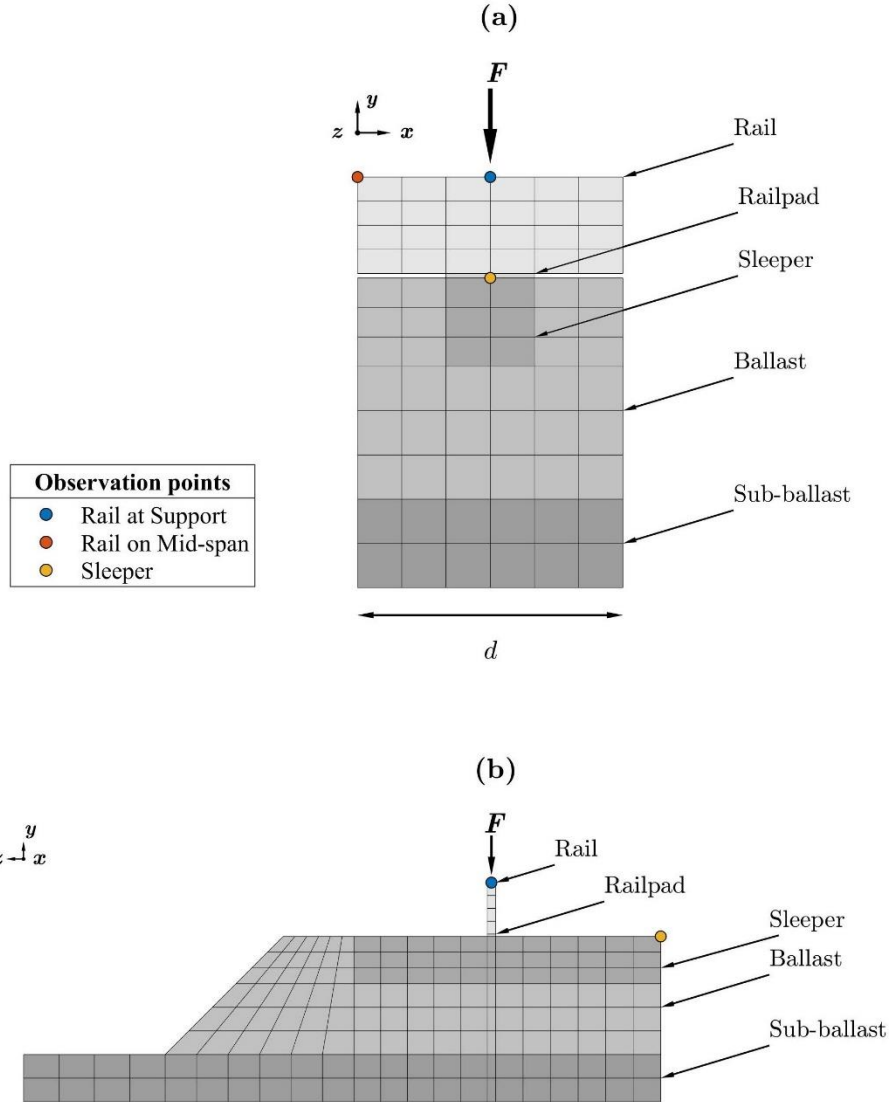 (a)
F
y
z
x
Rail
Railpad
Sleeper
Ballast
Sub-ballast
Observation points
Rail at Support
Rail on Mid-span
Sleeper
d
(b)
F
y
z
x
Rail
Railpad
Sleeper
Ballast
Sub-ballast